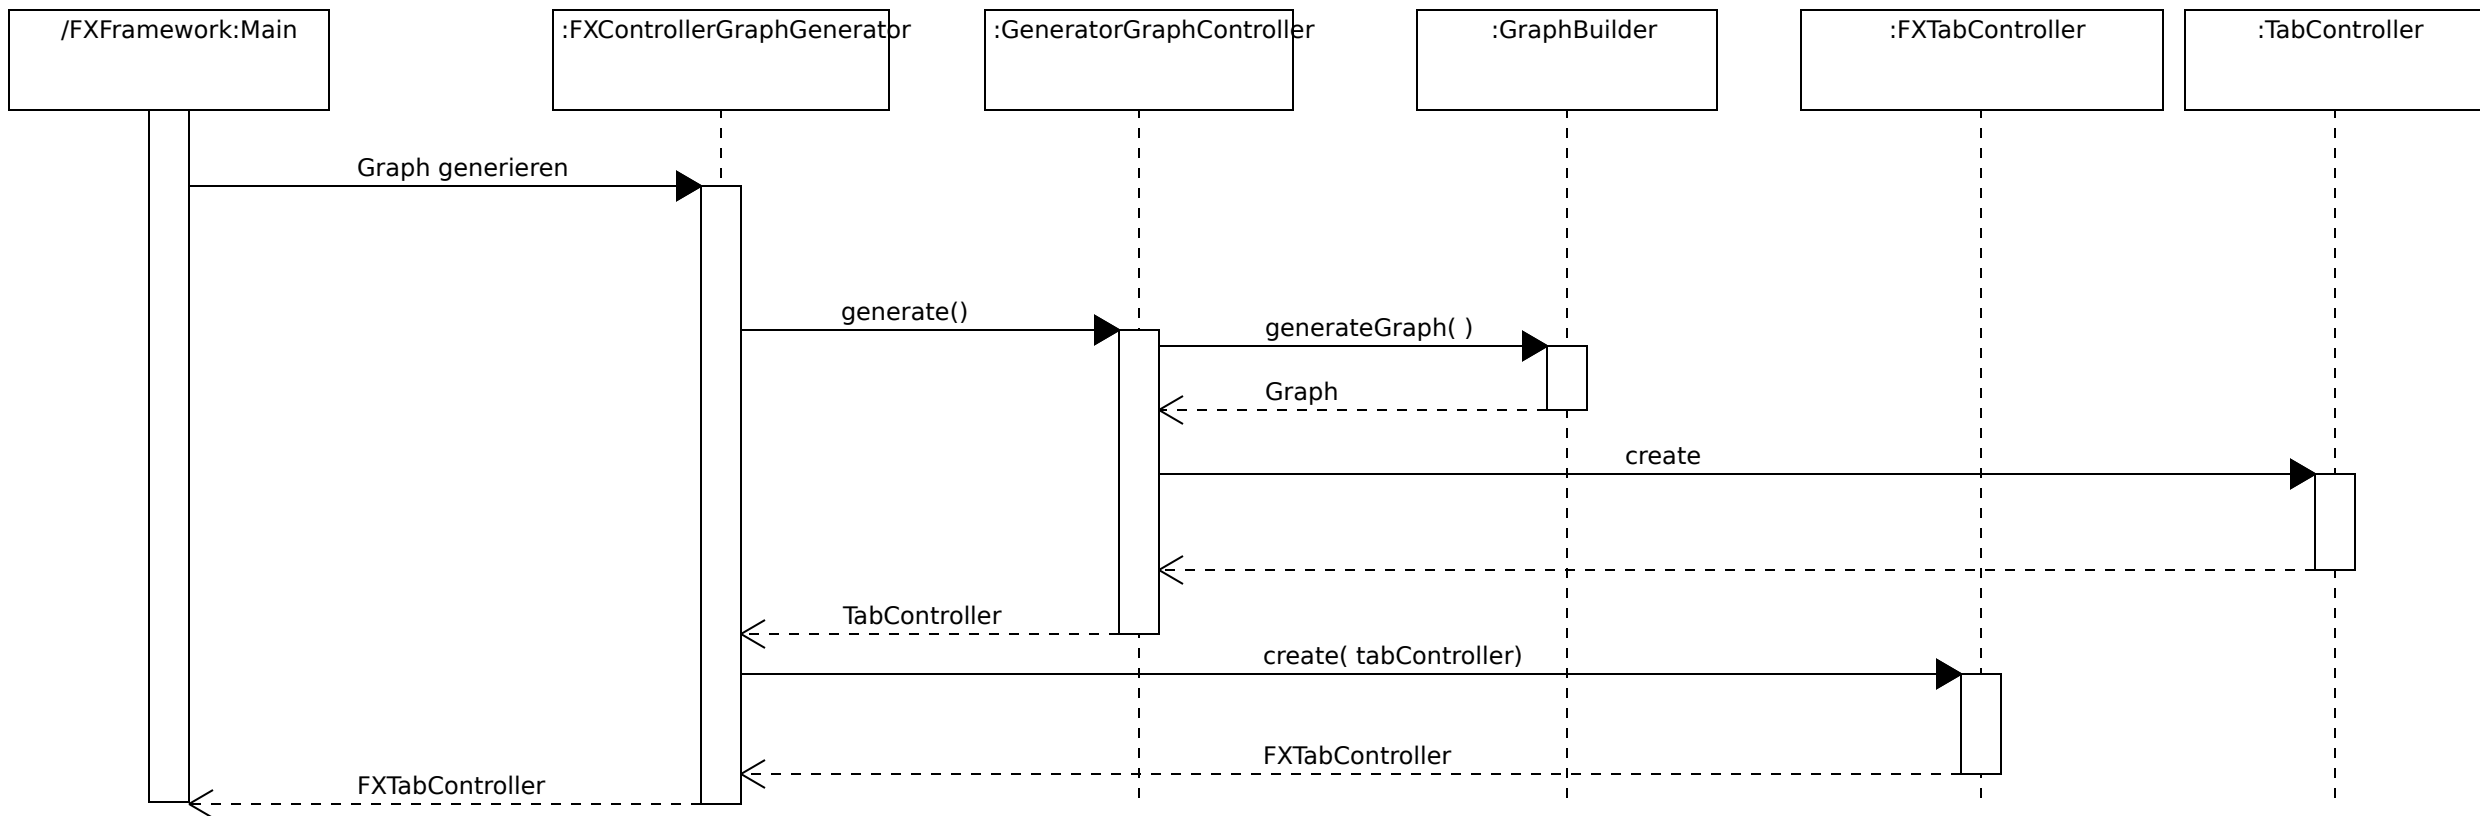 /FXFramework:Main
:FXControllerGraphGenerator
:GeneratorGraphController
:GraphBuilder
:FXTabController
:TabController
Graph generieren
generate()
generateGraph( )
Graph
create
TabController
create( tabController)
FXTabController
FXTabController